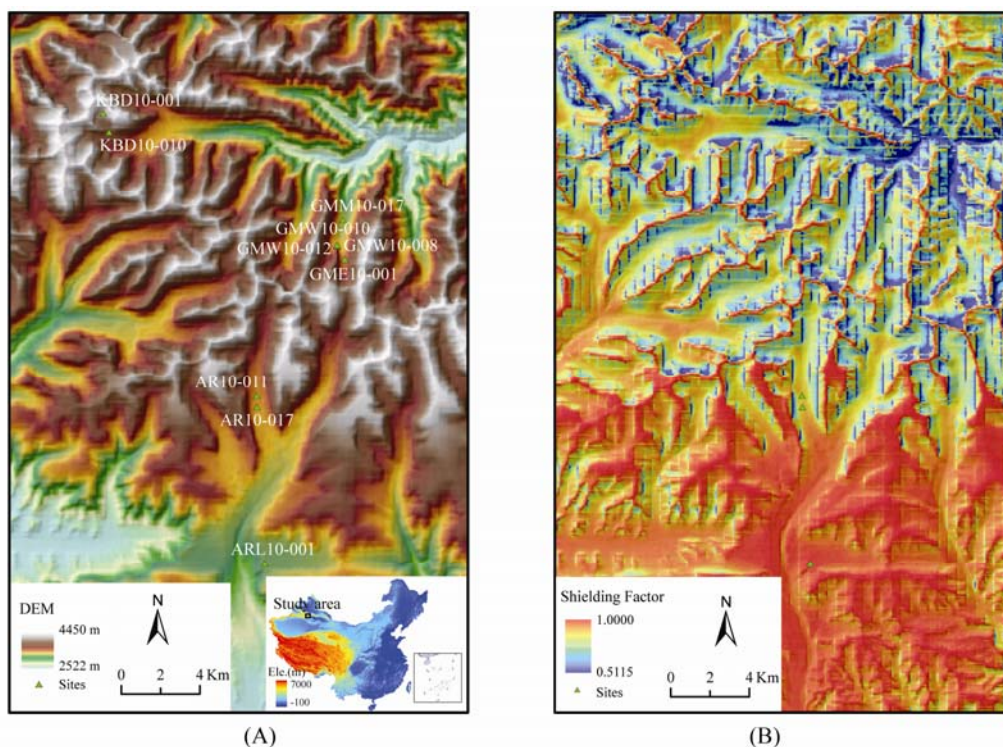 KBD10-001
KBD10-010
GMM10-017
GMW10-010
GMW10-012 GMW10-008
GME10-001
AR10-011
AR10-017
ARL10-001
DEM
4450 m
2522 m
Sites
N
0 2 4 Km
Study area
Ele.(m)
7000
-100
(A)
Shielding Factor
1.0000
0.5115
Sites
N
0 2 4 Km
(B)